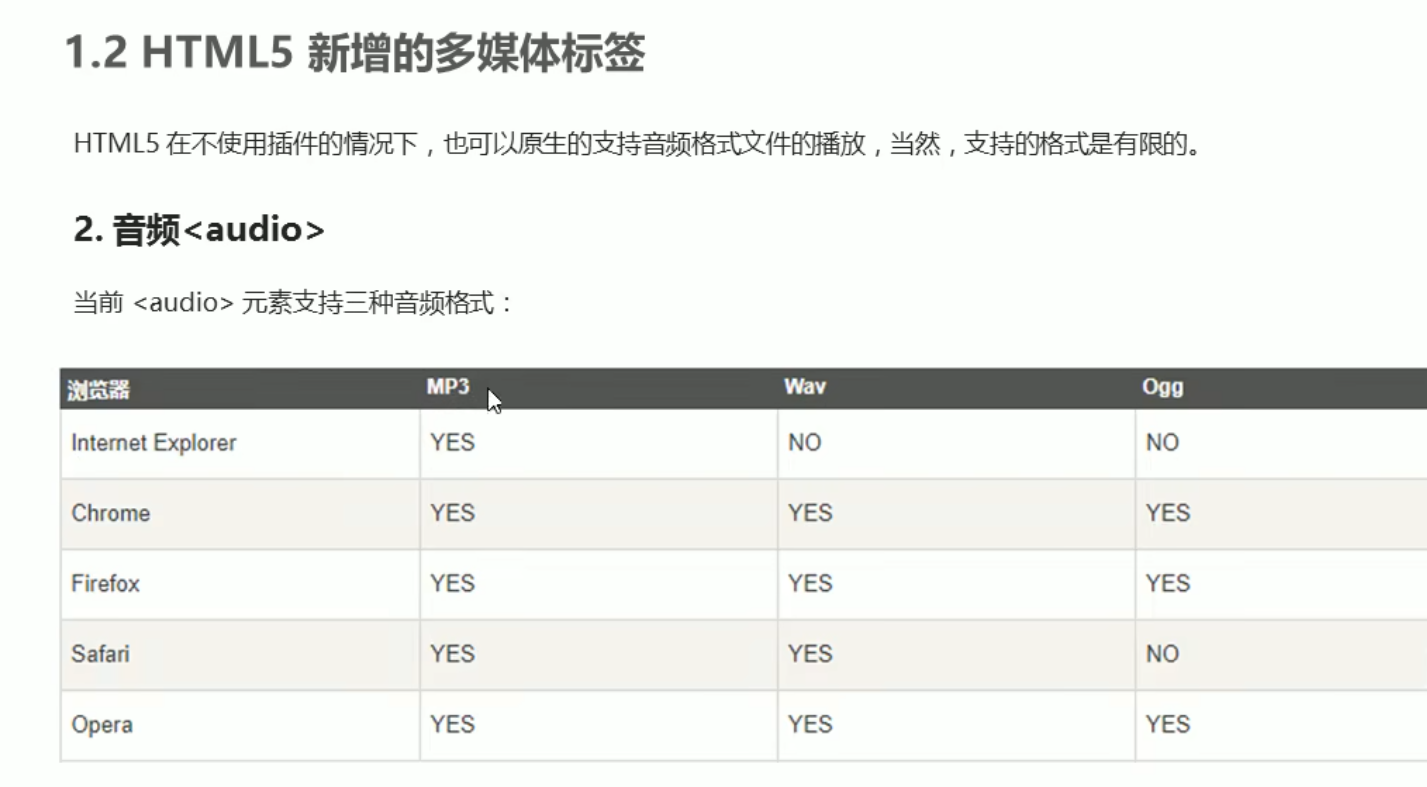 1.2 HTML5 新增的多媒体标签
HTML5 在不使用插件的情况下，也可以原生的支持音频格式文件的播放，当然，支持的格式是有限的。
2. 音频<audio>
当前 <audio> 元素支持三种音频格式：
浏览器 MP3 Wav Ogg
Internet Explorer YES NO NO
Chrome YES YES YES
Firefox YES YES YES
Safari YES YES NO
Opera YES YES YES